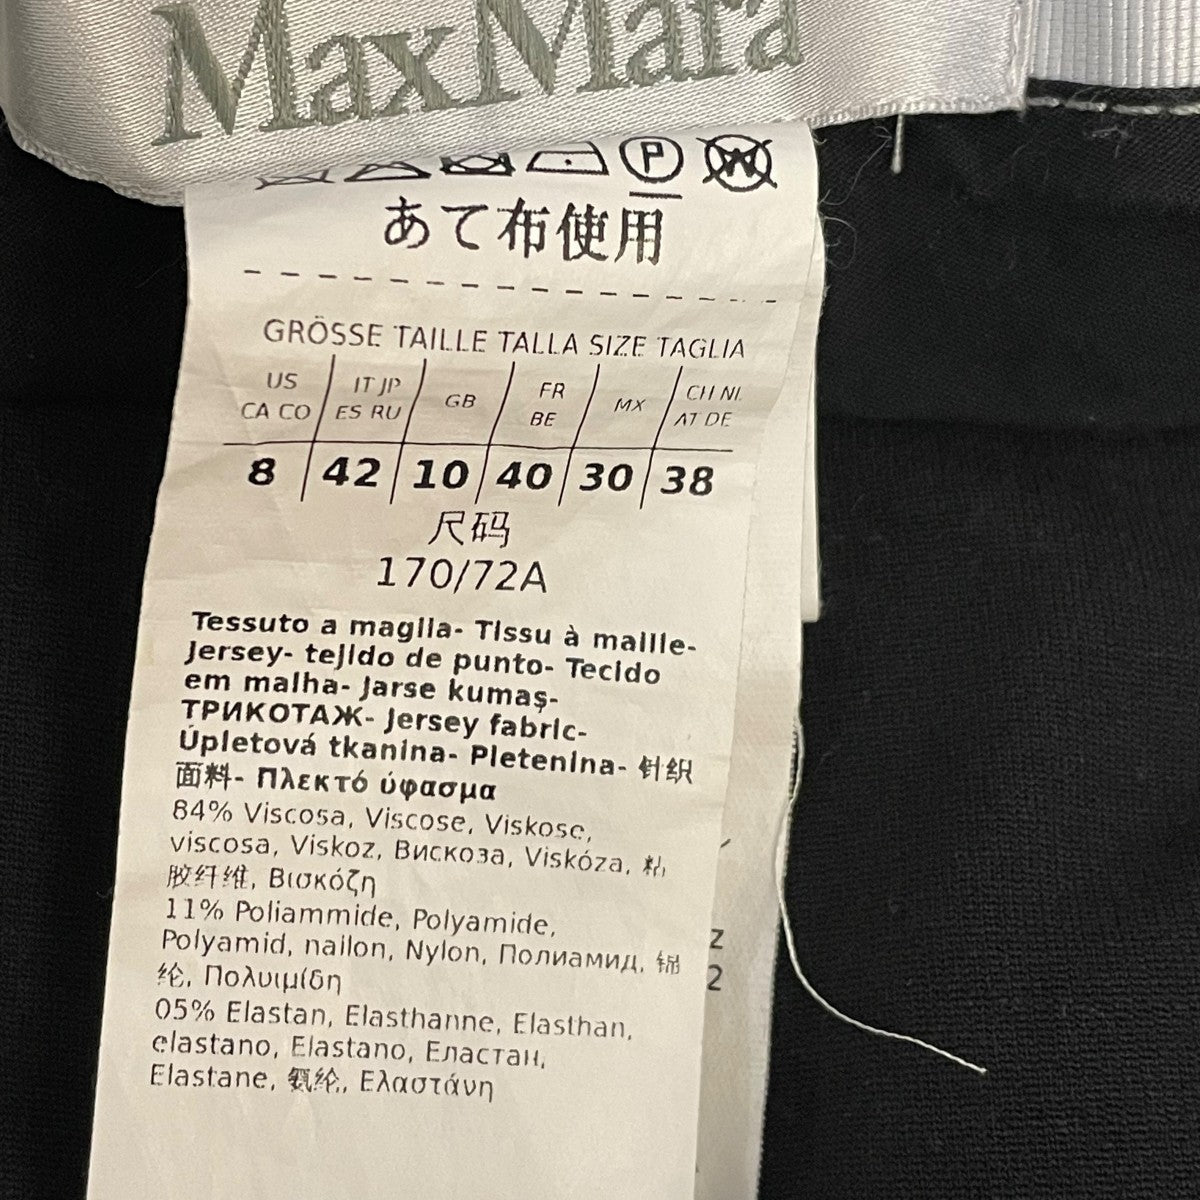 MaxMara
P W
あて布使用
GRÖSSE TAILLE TALLA SIZE TAGLIA
US IT JP GB FR MX CH NL
CA CO ES RU BE AT DE
8 42 10 40 30 38
尺码
170/72A
Tessuto a maglia- Tissu à maille-
Jersey- tejido de punto- Tecido
em malha- Jarse kumaş-
ТРИКОТАЖ- Jersey fabric-
Úpletová tkanina- Pletenina- 针织
面料- Πλεκτό ύφασμα
84% Viscosa, Viscose, Viskose,
viscosa, Viskoz, Вискоза, Viskóza, 粘
胶纤维, Βισκόζη
11% Poliammide, Polyamide,
Polyamid, nailon, Nylon, Полиамид, 锦
纶, Πολυιμίδη
05% Elastan, Elasthanne, Elasthan,
elastano, Elastano, Еластан,
Elastane, 氨纶, Ελαστάνη
Z
2